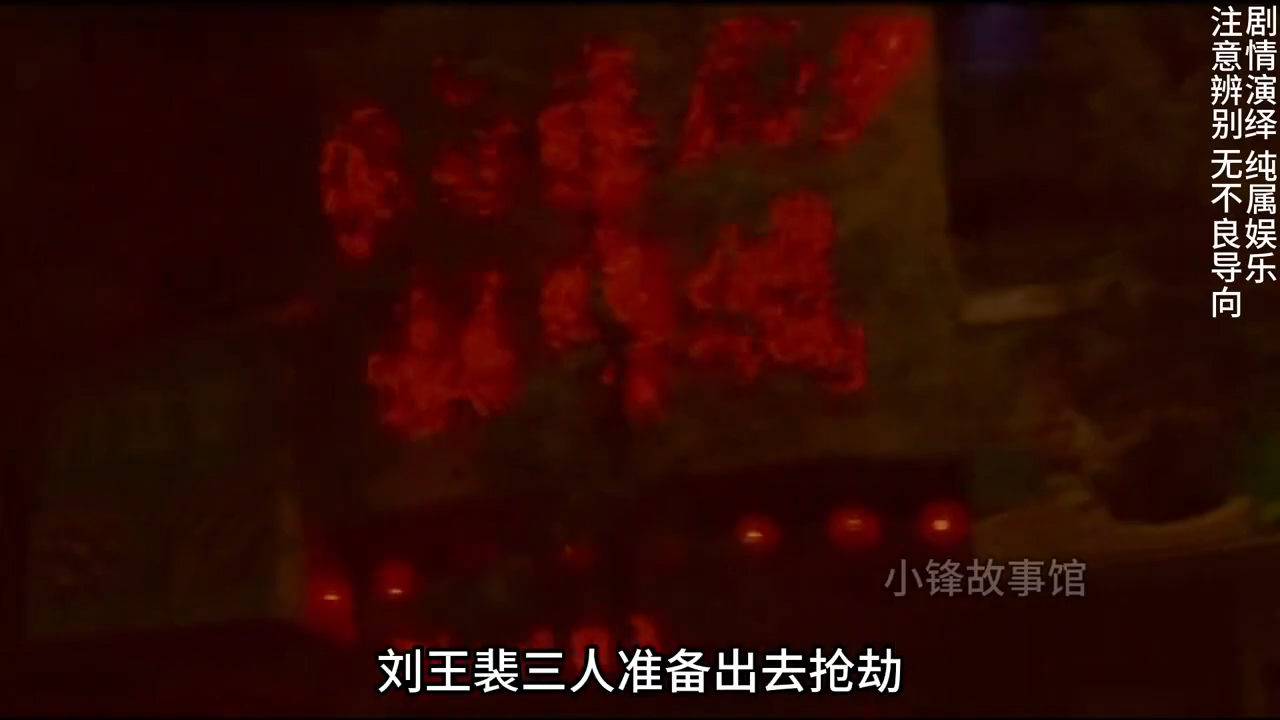 剧情演绎 纯属娱乐
注意辨别 无不良导向
小锋故事馆
刘王裴三人准备出去抢劫